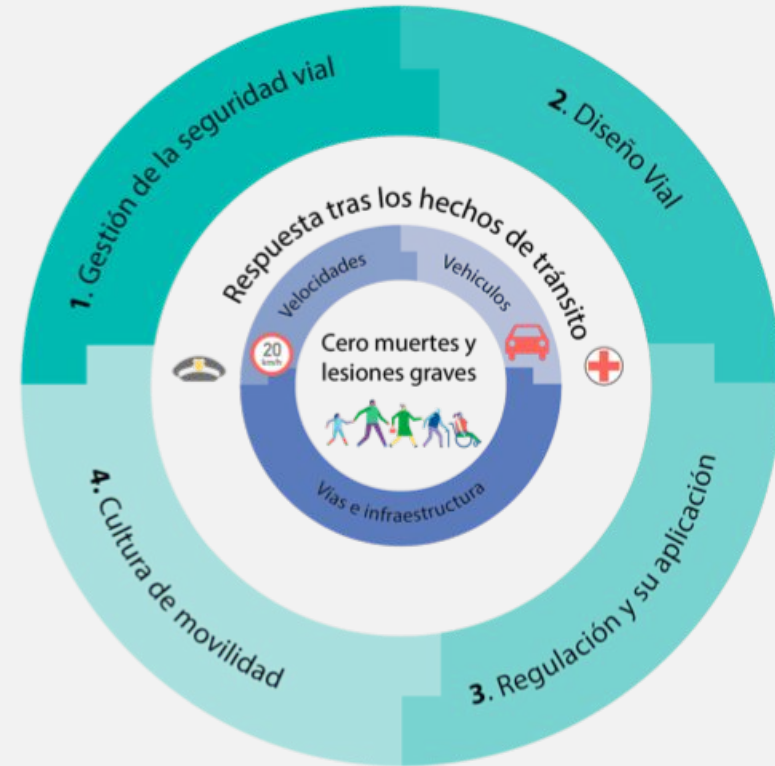 1. Gestión de la seguridad vial
2. Diseño Vial
Respuesta tras los hechos de tránsito
Velocidades
Vehículos
20
km/h
Cero muertes y
lesiones graves
Vías e infraestructura
4. Cultura de movilidad
3. Regulación y su aplicación